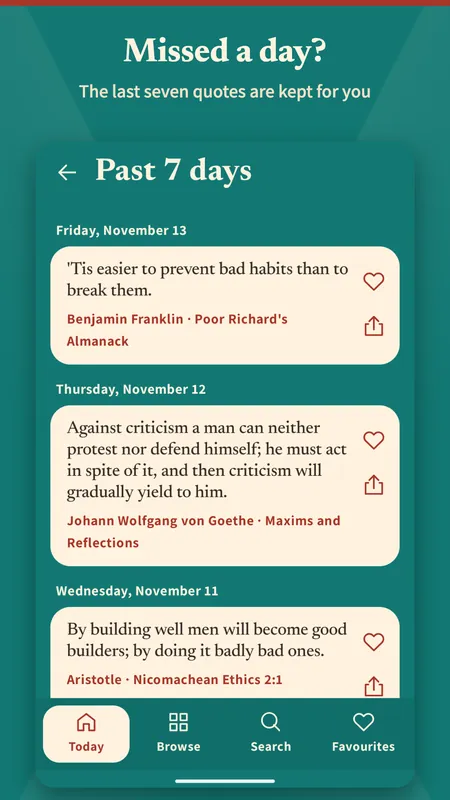 Missed a day?
The last seven quotes are kept for you
Past 7 days
Friday, November 13
'Tis easier to prevent bad habits than to
break them.
Benjamin Franklin · Poor Richard's
Almanack
Thursday, November 12
Against criticism a man can neither
protest nor defend himself; he must act
in spite of it, and then criticism will
gradually yield to him.
Johann Wolfgang von Goethe · Maxims and
Reflections
Wednesday, November 11
By building well men will become good
builders; by doing it badly bad ones.
Aristotle · Nicomachean Ethics 2:1
Today
Browse
Search
Favourites